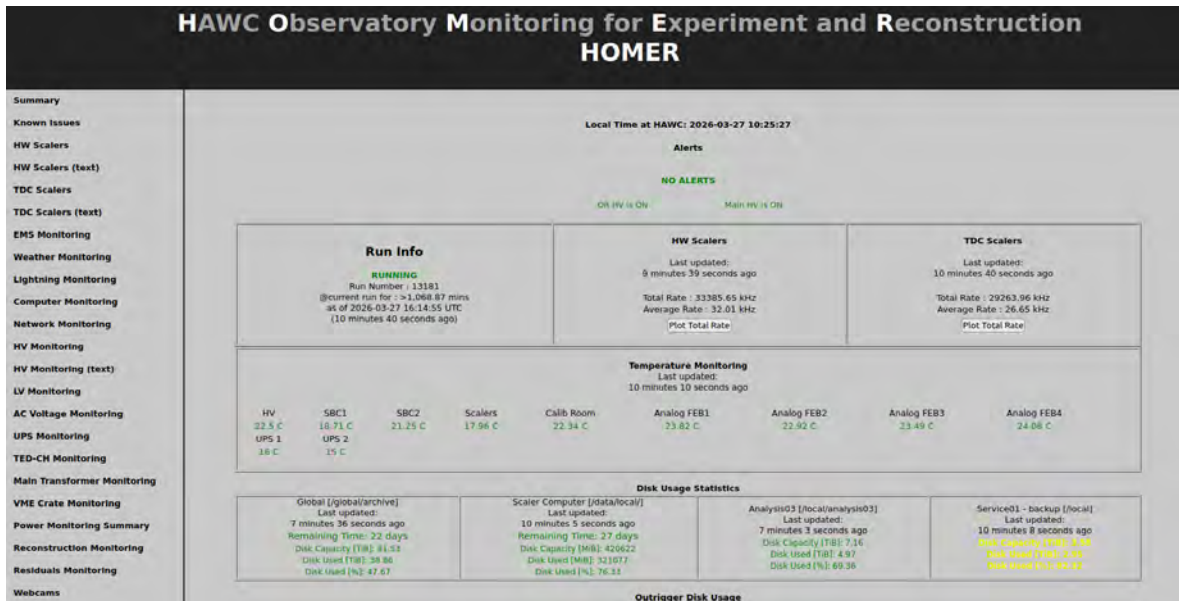 HAWC Observatory Monitoring for Experiment and Reconstruction
HOMER
Summary
Known Issues
HW Scalers
HW Scalers (text)
TDC Scalers
TDC Scalers (text)
EMS Monitoring
Weather Monitoring
Lightning Monitoring
Computer Monitoring
Network Monitoring
HV Monitoring
HV Monitoring (text)
LV Monitoring
AC Voltage Monitoring
UPS Monitoring
TED-CH Monitoring
Main Transformer Monitoring
VME Crate Monitoring
Power Monitoring Summary
Reconstruction Monitoring
Residuals Monitoring
Webcams
Local Time at HAWC: 2026-03-27 10:25:27
Alerts
NO ALERTS
OR HV is ON Main HV is ON
Run Info
RUNNING
Run Number : 13181
@current run for : >1,068.87 mins
as of 2026-03-27 16:14:55 UTC
(10 minutes 40 seconds ago)
HW Scalers
Last updated:
9 minutes 39 seconds ago
Total Rate : 33385.65 kHz
Average Rate : 32.01 kHz
Plot Total Rate
TDC Scalers
Last updated:
10 minutes 40 seconds ago
Total Rate : 29263.96 kHz
Average Rate : 26.65 kHz
Plot Total Rate
Temperature Monitoring
Last updated:
10 minutes 10 seconds ago
HV SBC1 SBC2 Scalers Calib Room Analog FEB1 Analog FEB2 Analog FEB3 Analog FEB4
22.5 C 18.71 C 21.25 C 17.96 C 22.34 C 23.82 C 22.92 C 23.49 C 24.08 C
UPS 1 UPS 2
16 C 15 C
Disk Usage Statistics
Global [/global/archive]
Last updated:
7 minutes 36 seconds ago
Remaining Time: 22 days
Disk Capacity [TiB]: 81.53
Disk Used [TiB]: 38.86
Disk Used [%]: 47.67
Scaler Computer [/data/local/]
Last updated:
10 minutes 5 seconds ago
Remaining Time: 27 days
Disk Capacity [MiB]: 420622
Disk Used [MiB]: 321077
Disk Used [%]: 76.33
Analysis03 [/local/analysis03]
Last updated:
7 minutes 3 seconds ago
Disk Capacity [TiB]: 7.16
Disk Used [TiB]: 4.97
Disk Used [%]: 69.36
Service01 - backup [/local]
Last updated:
10 minutes 8 seconds ago
Disk Capacity [TiB]:
Disk Used [TiB]:
Disk Used [%]:
Outrigger Disk Usage